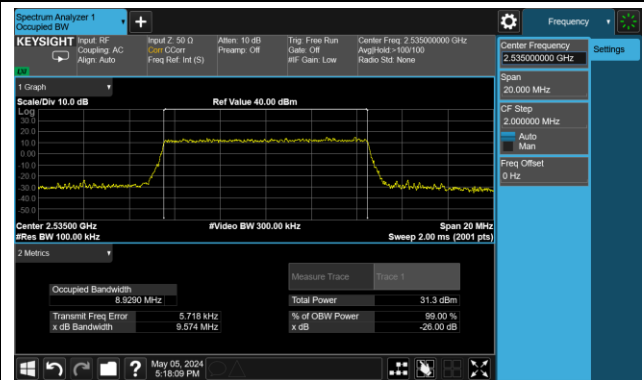 Spectrum Analyzer 1
Occupied BW
Frequency
KEYSIGHT
Input: RF
Coupling: AC
Align: Auto
Input Z: 50 Ω
Corr CCorr
Freq Ref: Int (S)
Atten: 10 dB
Preamp: Off
Trig: Free Run
Gate: Off
#IF Gain: Low
Center Freq: 2.535000000 GHz
Avg|Hold:>100/100
Radio Std: None
Center Frequency
2.535000000 GHz
Settings
Span
20.000 MHz
CF Step
2.000000 MHz
Auto
Man
Freq Offset
0 Hz
1 Graph
Scale/Div 10.0 dB
Ref Value 40.00 dBm
Log
30.0
20.0
10.0
0.00
-10.0
-20.0
-30.0
-40.0
-50.0
Center 2.53500 GHz
#Video BW 300.00 kHz
Span 20 MHz
#Res BW 100.00 kHz
Sweep 2.00 ms (2001 pts)
2 Metrics
Measure Trace
Trace 1
Occupied Bandwidth
8.9290 MHz
Total Power
31.3 dBm
Transmit Freq Error
5.718 kHz
% of OBW Power
99.00 %
x dB Bandwidth
9.574 MHz
x dB
-26.00 dB
?
May 05, 2024
5:18:09 PM